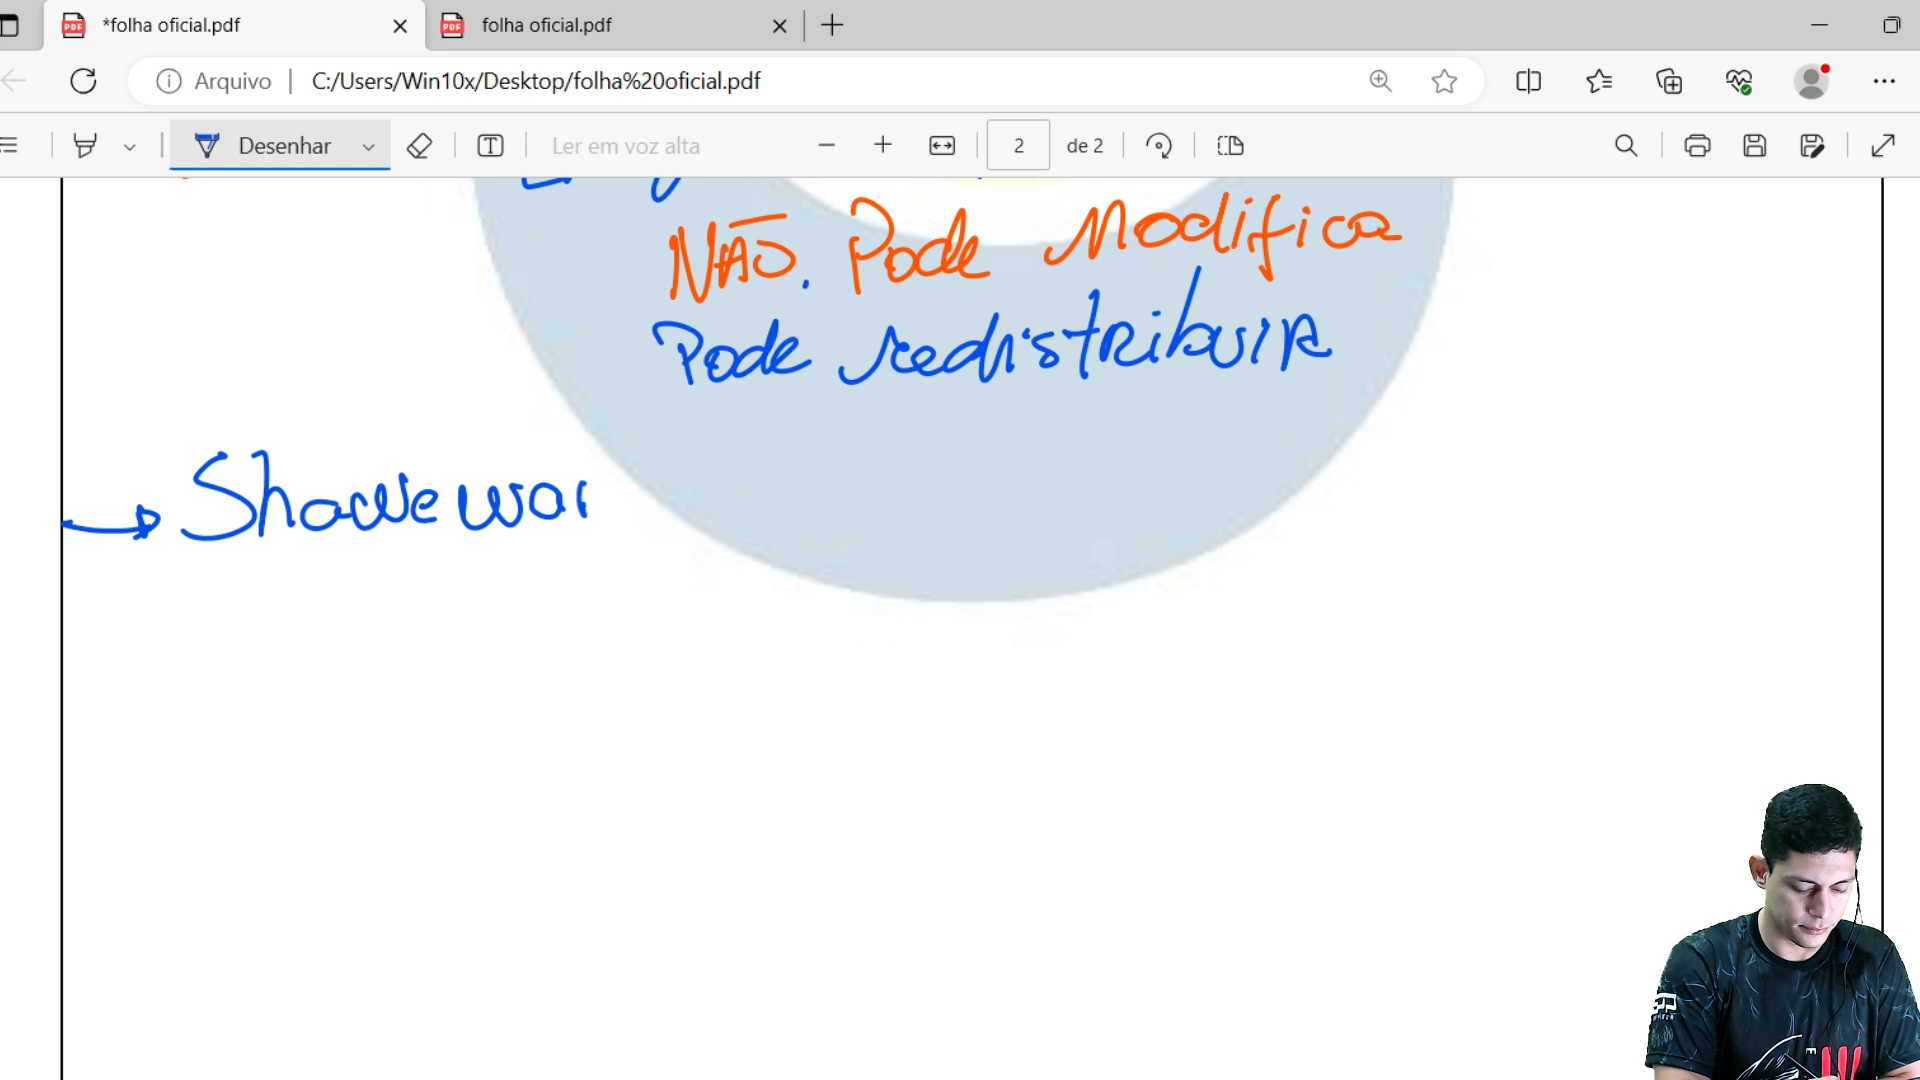 *folha oficial.pdf
folha oficial.pdf
Arquivo
C:/Users/Win10x/Desktop/folha%20oficial.pdf
Desenhar
Ler em voz alta
2
de 2
NÃO. Pode Modifica
Pode redistribuir
Sharewar